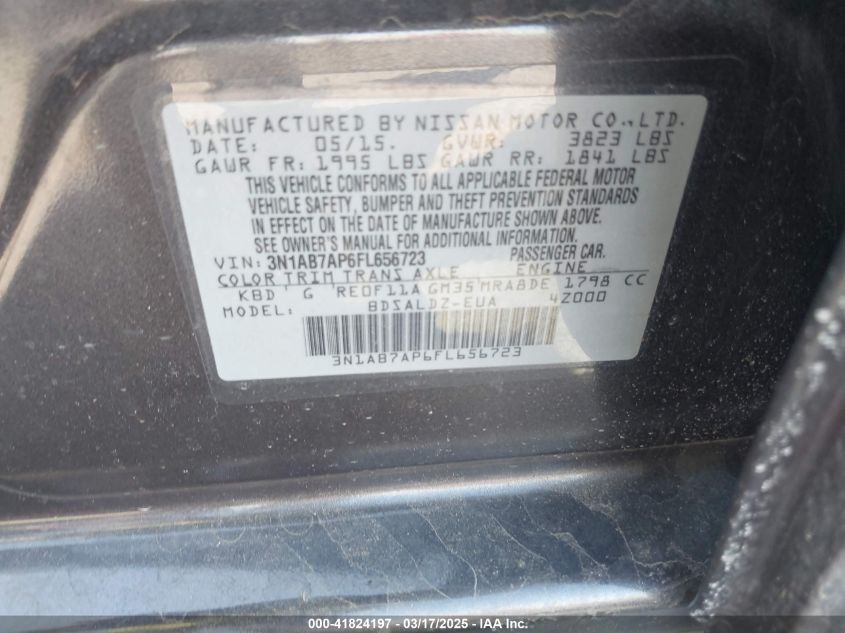 MANUFACTURED BY NISSAN MOTOR CO.,LTD.
DATE: 05/15. GVWR: 3823 LBS
GAWR FR: 1995 LBS GAWR RR: 1841 LBS
THIS VEHICLE CONFORMS TO ALL APPLICABLE FEDERAL MOTOR
VEHICLE SAFETY, BUMPER AND THEFT PREVENTION STANDARDS
IN EFFECT ON THE DATE OF MANUFACTURE SHOWN ABOVE.
SEE OWNER'S MANUAL FOR ADDITIONAL INFORMATION.
VIN: 3N1AB7AP6FL656723 PASSENGER CAR.
COLOR TRIM TRANS AXLE ENGINE
KBD G RE0F11A GM35 MRA8DE 1798 CC
MODEL: BDSALDZ-EUA 4Z000
3N1AB7AP6FL656723
000-41824197 - 03/17/2025 - IAAI.com